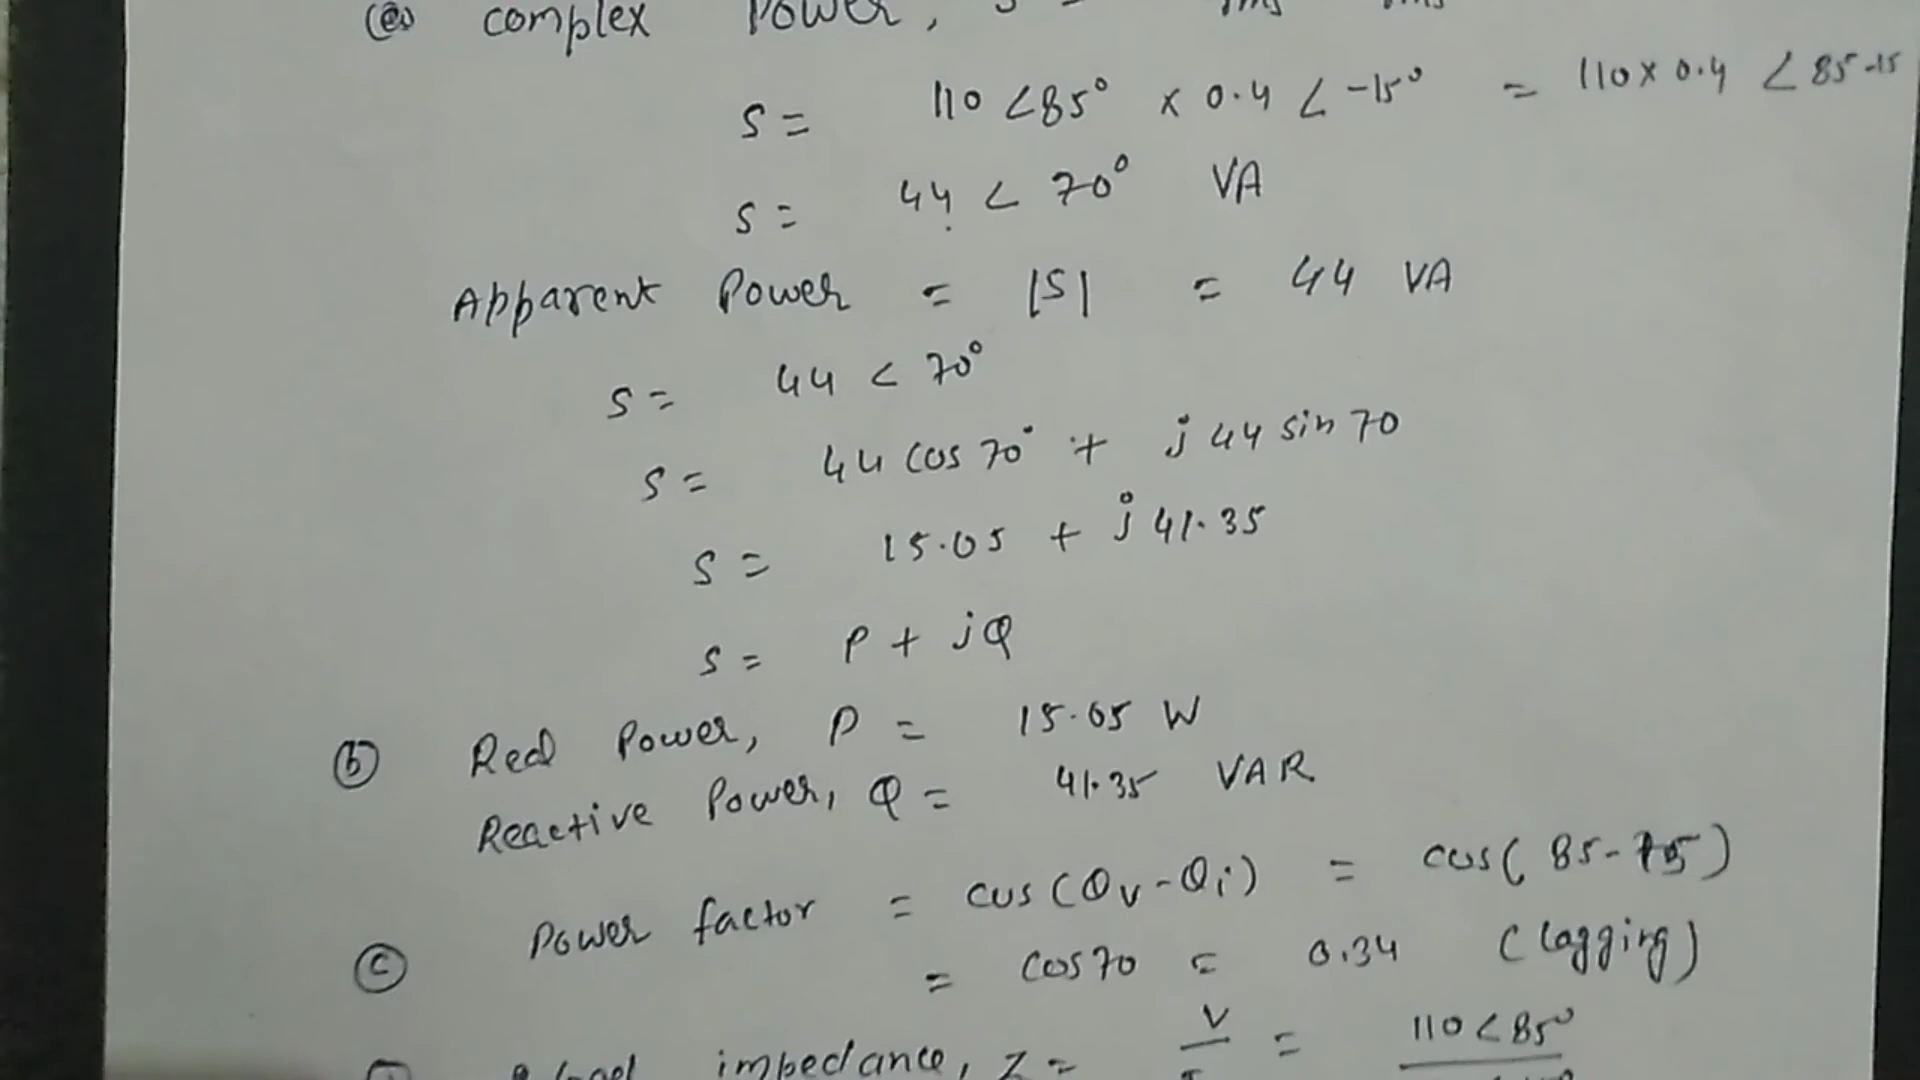 (a) complex Power, S = rms rms
S = 110 <85° x 0.4 < -15° = 110 x 0.4 < 85-15
S = 44 < 70° VA
Apparent Power = |S| = 44 VA
S = 44 < 70°
S = 44 cos 70° + j 44 sin 70
S = 15.05 + j 41.35
S = P + jQ
(b) Real Power, P = 15.05 W
Reactive Power, Q = 41.35 VAR
(c) Power factor = cos (θv - θi) = cos( 85-15)
= cos 70 = 0.34 (lagging)
load impedance, Z = V = 110 < 85°